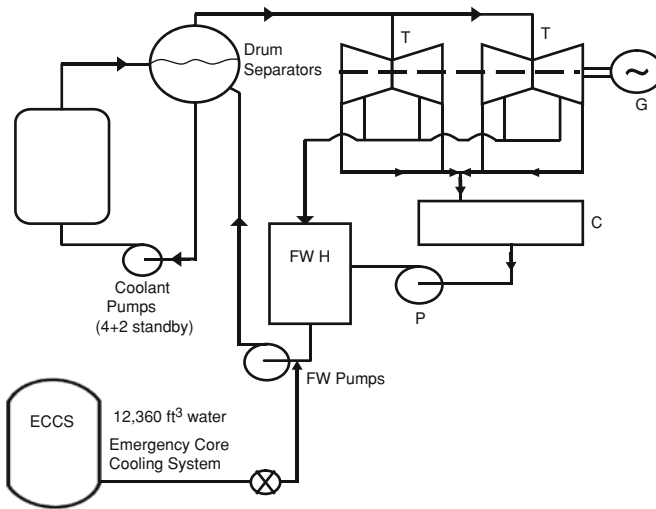 T
T
Drum
Separators
~
G
C
FW H
Coolant
Pumps
(4+2 standby)
P
FW Pumps
ECCS
12,360 ft³ water
Emergency Core
Cooling System